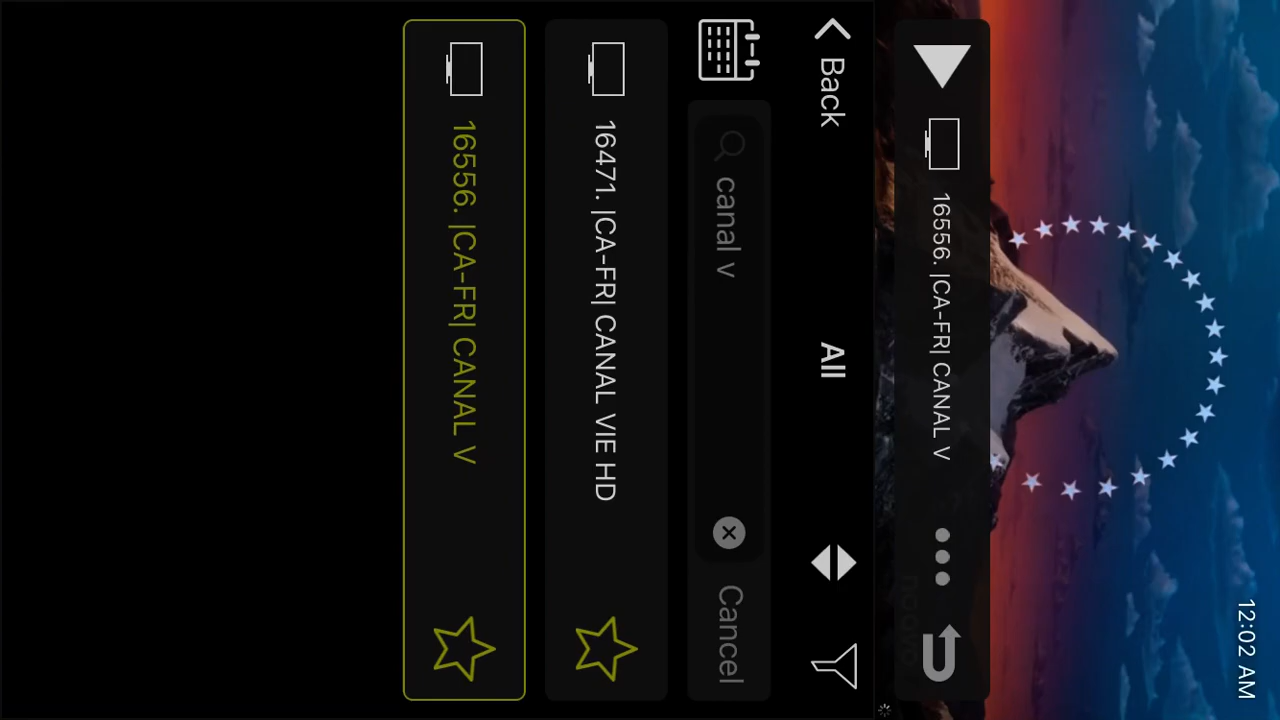 12:02 AM
16556. |CA-FR| CANAL V
Back
All
canal v
Cancel
16471. |CA-FR| CANAL VIE HD
16556. |CA-FR| CANAL V